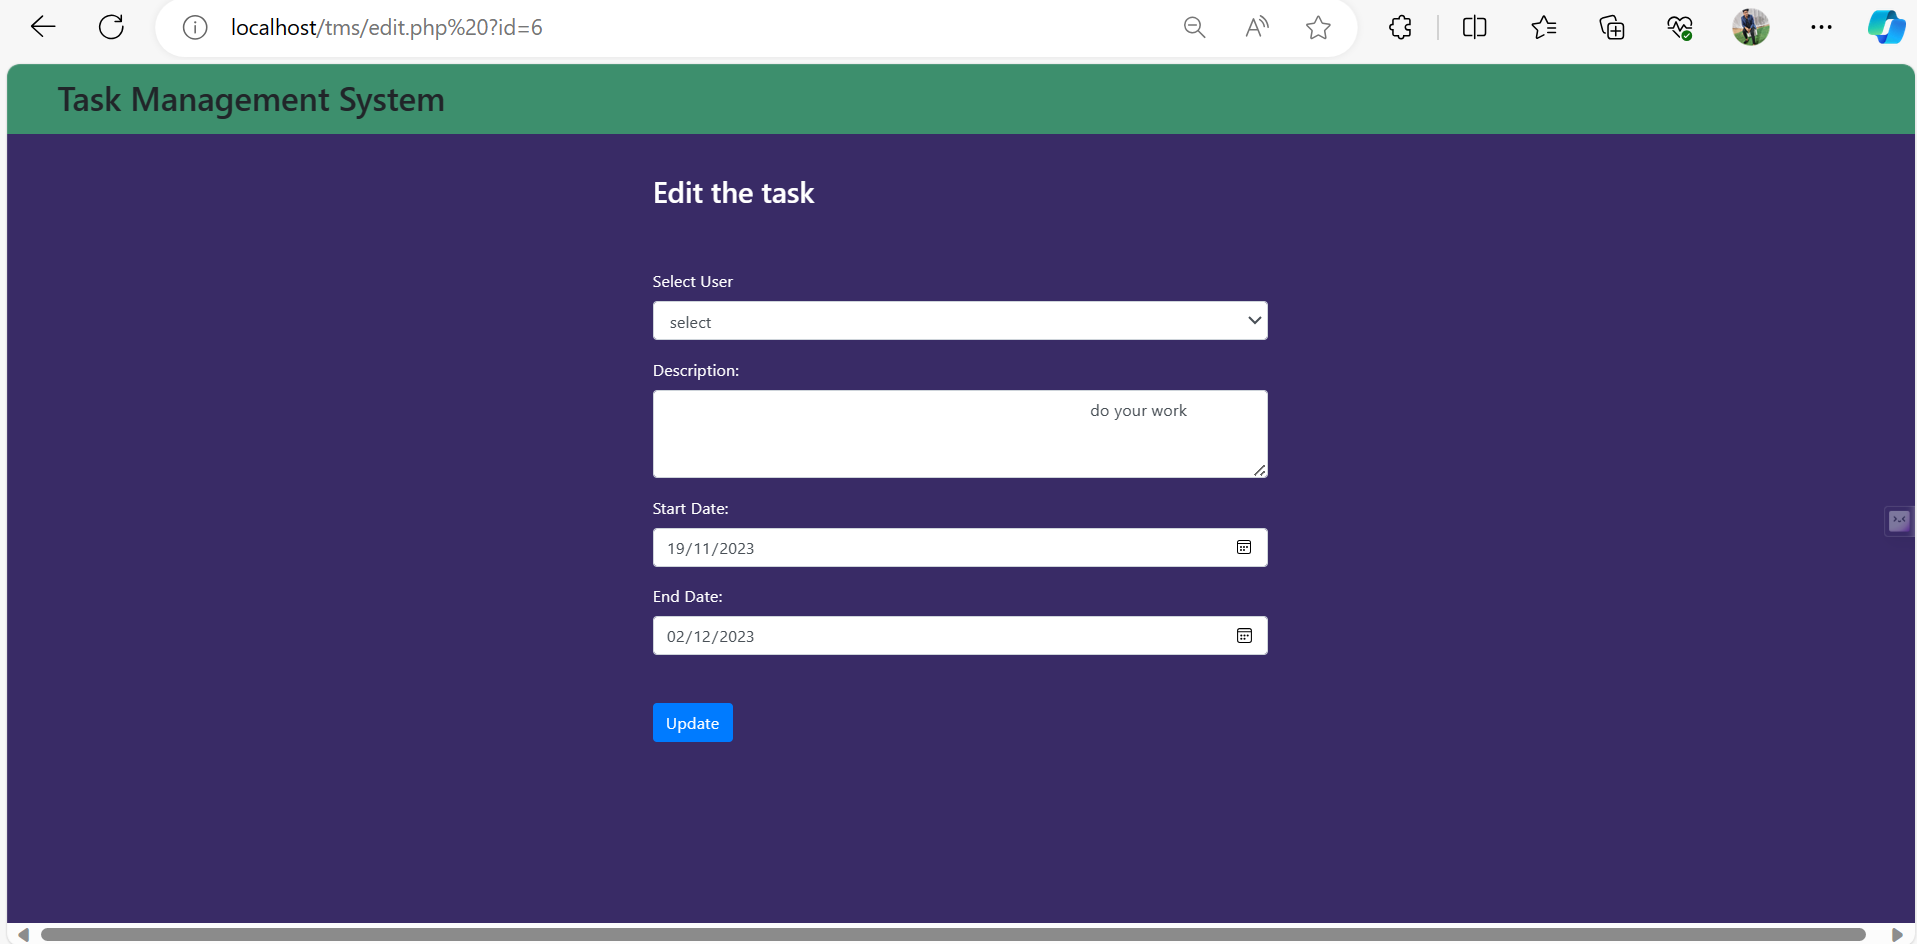 localhost/tms/edit.php%20?id=6
Task Management System
Edit the task
Select User
select
Description:
do your work
Start Date:
19/11/2023
End Date:
02/12/2023
Update